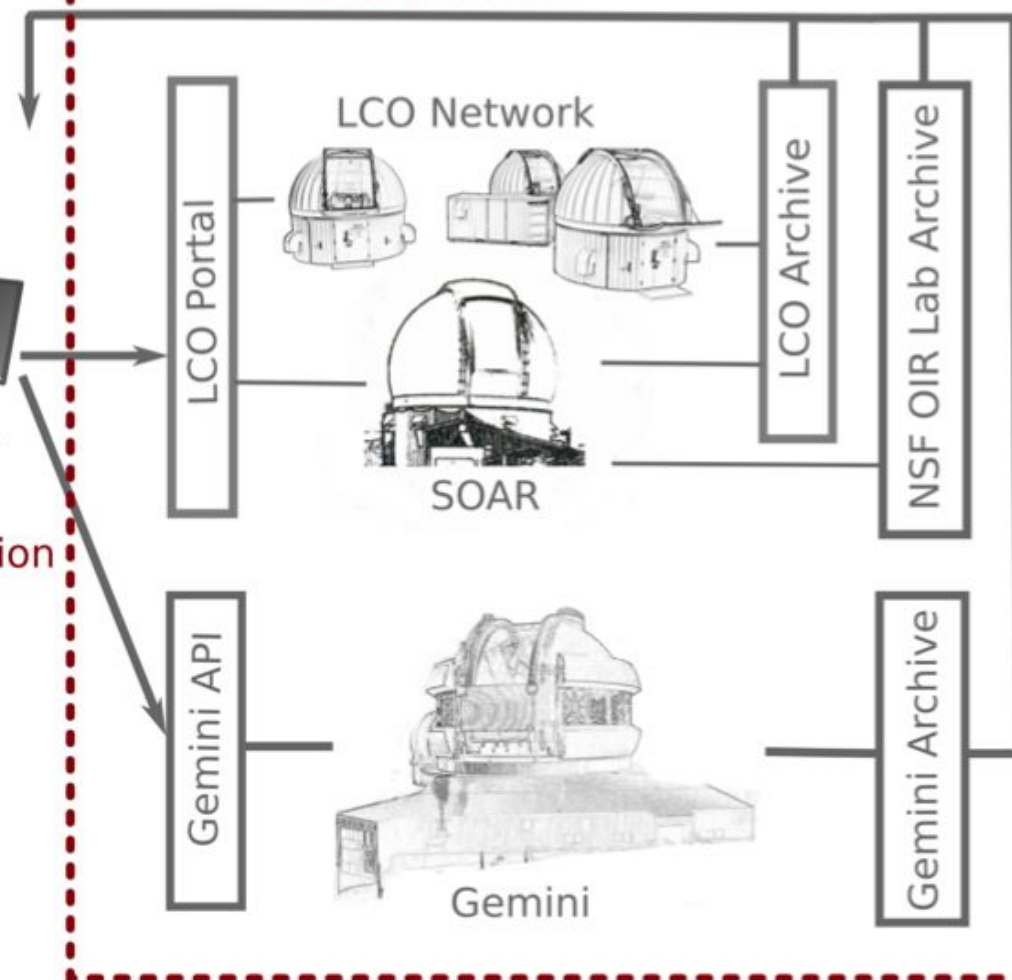 LCO Network
LCO Portal
LCO Archive
NSF OIR Lab Archive
SOAR
ion
Gemini API
Gemini Archive
Gemini